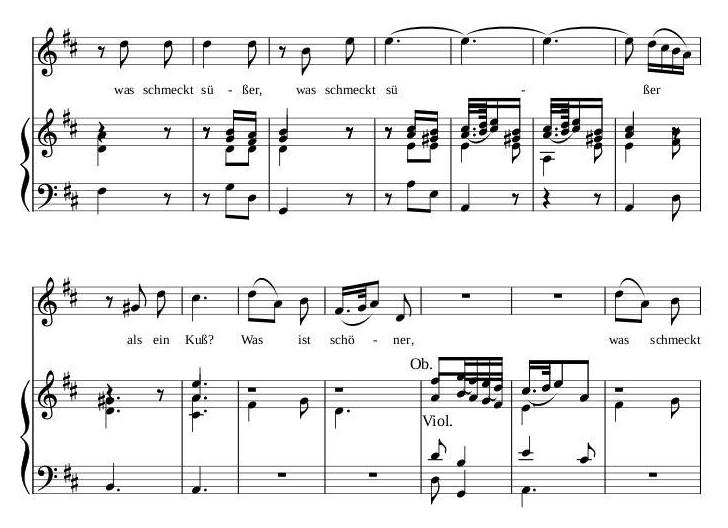 was schmeckt sü - ßer, was schmeckt sü - ßer
als ein Kuß? Was ist schö - ner, was schmeckt
Ob.
Viol.